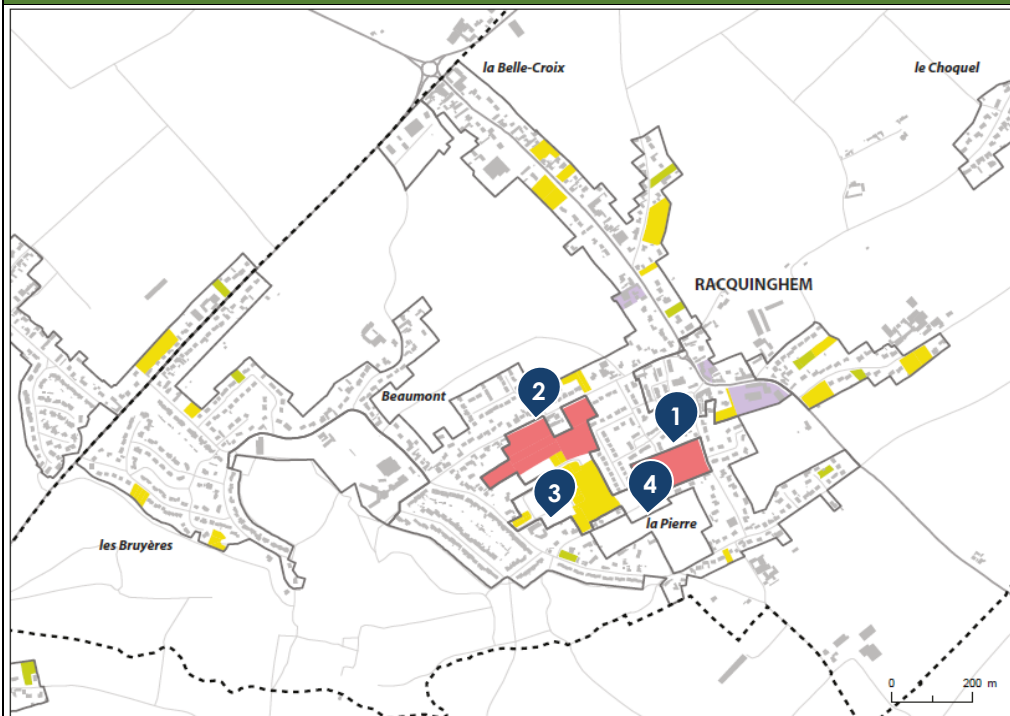 la Belle-Croix
le Choquel
RACQUINGHEM
Beaumont
2
1
3
4
la Pierre
les Bruyères
0 200 m